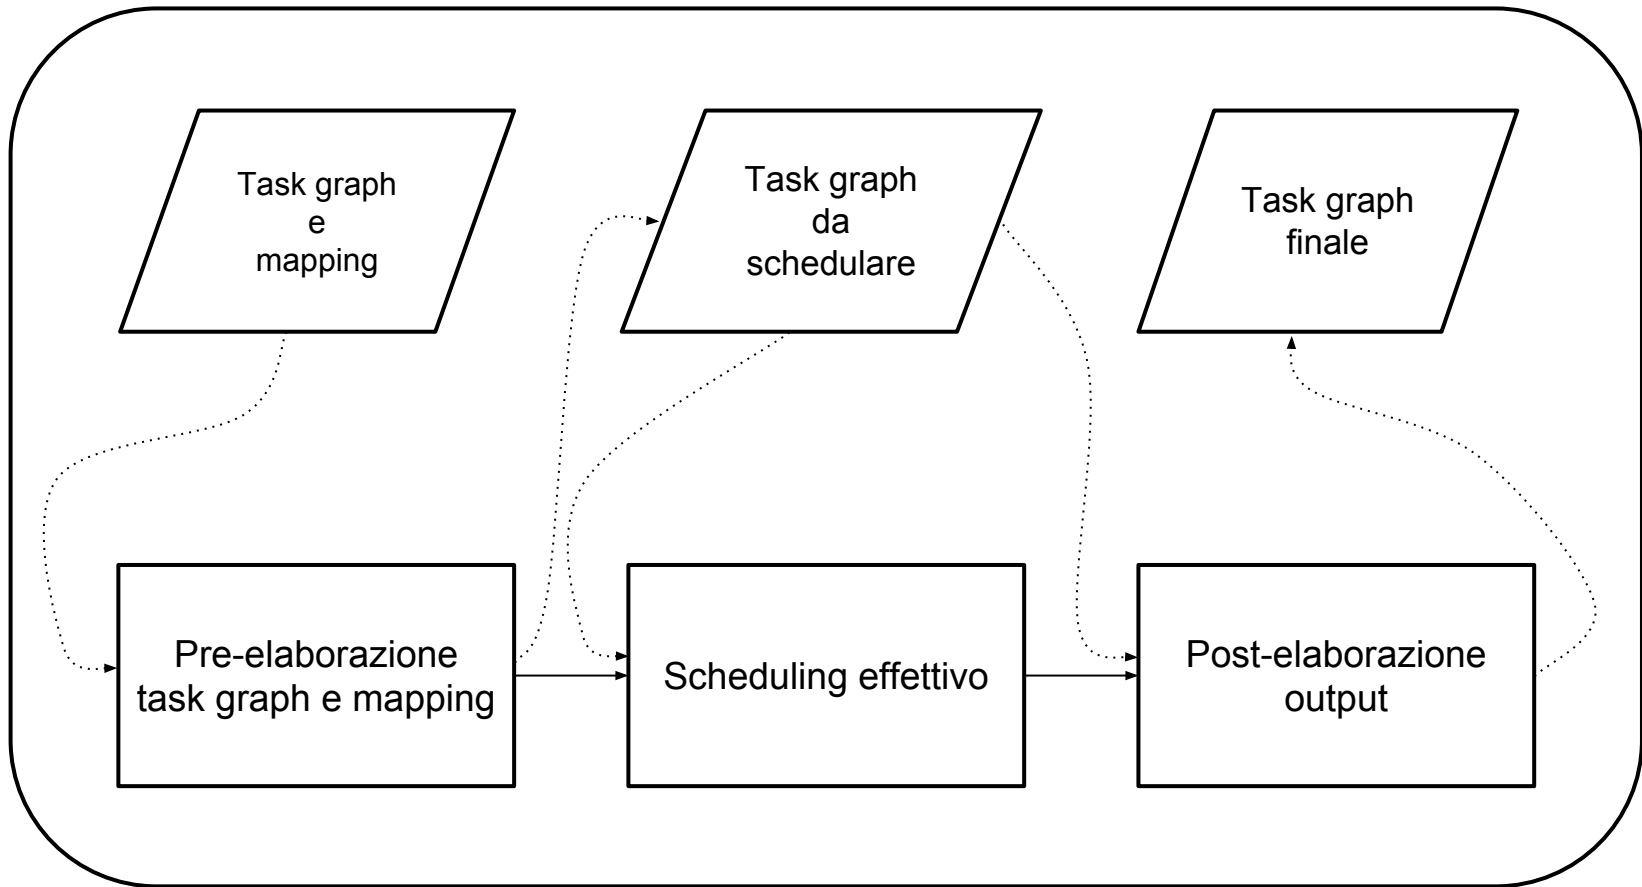 Task graph
e
mapping
Task graph
da
schedulare
Task graph
finale
Pre-elaborazione
task graph e mapping
Scheduling effettivo
Post-elaborazione
output